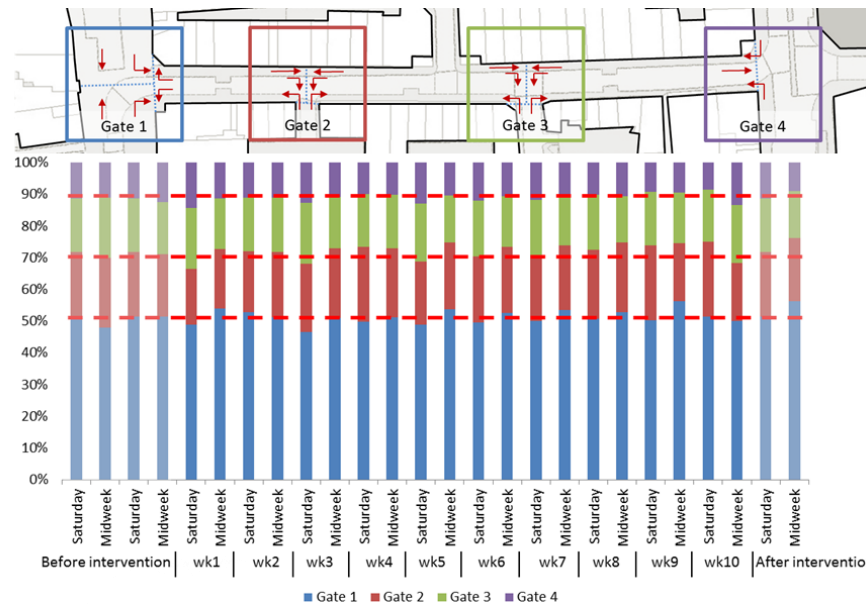 Gate 1 Gate 2 Gate 3 Gate 4
100%
90%
80%
70%
60%
50%
40%
30%
20%
10%
0%
Saturday Midweek Saturday Midweek Saturday Midweek Saturday Midweek Saturday Midweek Saturday Midweek Saturday Midweek Saturday Midweek Saturday Midweek Saturday Midweek Saturday Midweek Saturday Midweek Saturday Midweek
Before intervention wk1 wk2 wk3 wk4 wk5 wk6 wk7 wk8 wk9 wk10 After interventio
Gate 1 Gate 2 Gate 3 Gate 4